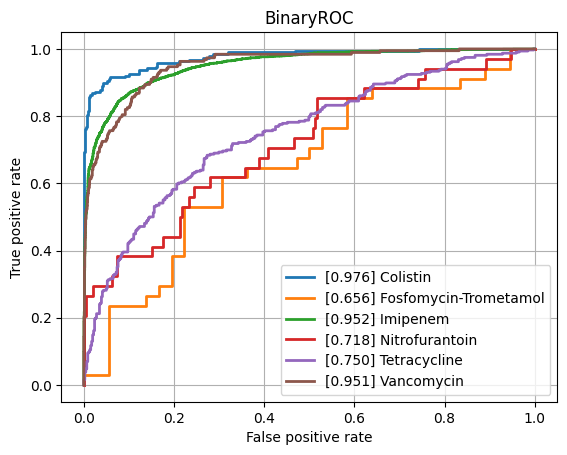 BinaryROC
True positive rate
1.0
0.8
0.6
0.4
0.2
0.0
[0.976] Colistin
[0.656] Fosfomycin-Trometamol
[0.952] Imipenem
[0.718] Nitrofurantoin
[0.750] Tetracycline
[0.951] Vancomycin
0.0 0.2 0.4 0.6 0.8 1.0
False positive rate